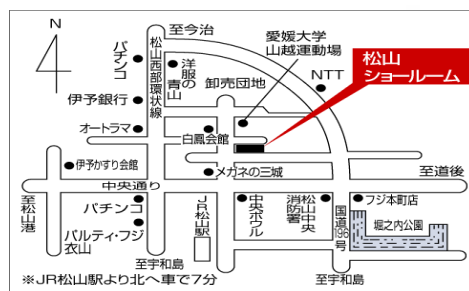 N
至今治
愛媛大学
山越運動場
松山
ショールーム
パチンコ
松山西部環状線
洋服の
青山
卸売団地
NTT
伊予銀行
オートラマ
白鳳会館
伊予かすり会館
メガネの三城
至道後
中央通り
至松山港
パチンコ
パルティ・フジ
衣山
JR松山駅
中央ボウル
松山中央
消防署
国道196号
フジ本町店
堀之内公園
至宇和島
至宇和島
※JR松山駅より北へ車で7分